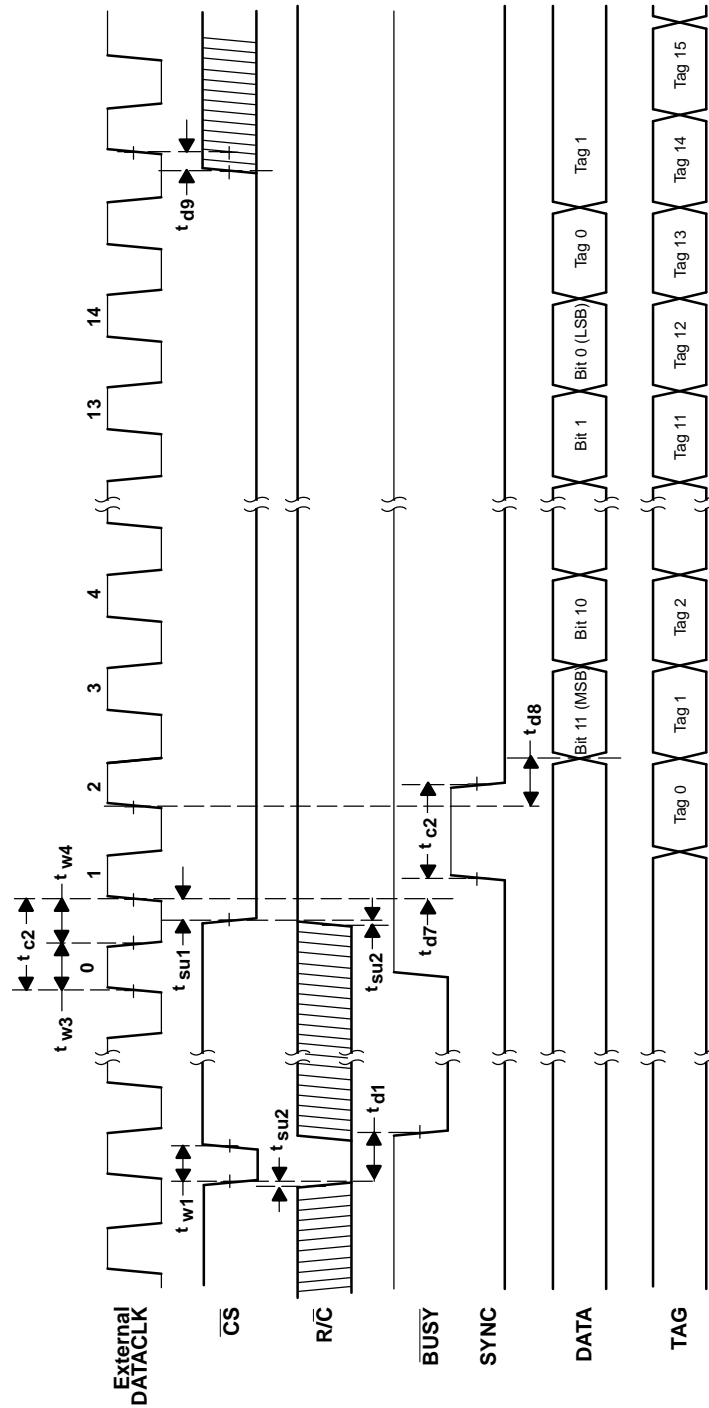 External
DATACLK
CS
R/C
BUSY
SYNC
DATA
TAG
0
1
2
3
4
13
14
t c2
t w3
t w4
t w1
t su1
t d9
t su2
t su2
t d1
t d7
t c2
t d8
Bit 11 (MSB)
Bit 10
Bit 1
Bit 0 (LSB)
Tag 0
Tag 1
Tag 0
Tag 1
Tag 2
Tag 11
Tag 12
Tag 13
Tag 14
Tag 15